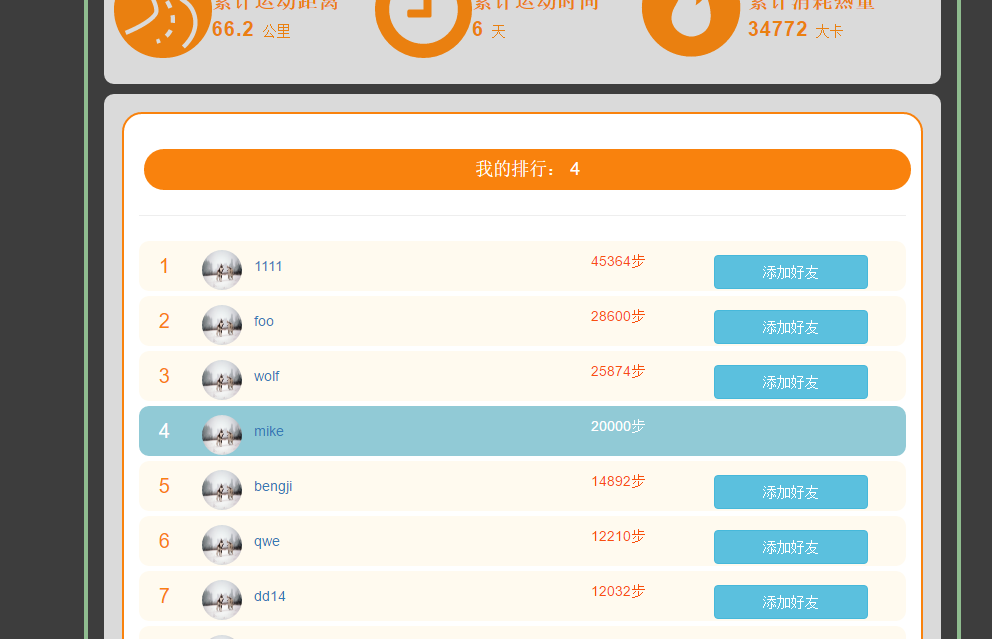 累计运动距离 累计运动时间 累计消耗热量
66.2 公里 6 天 34772 大卡
我的排行： 4
1 1111 45364步 添加好友
2 foo 28600步 添加好友
3 wolf 25874步 添加好友
4 mike 20000步
5 bengji 14892步 添加好友
6 qwe 12210步 添加好友
7 dd14 12032步 添加好友